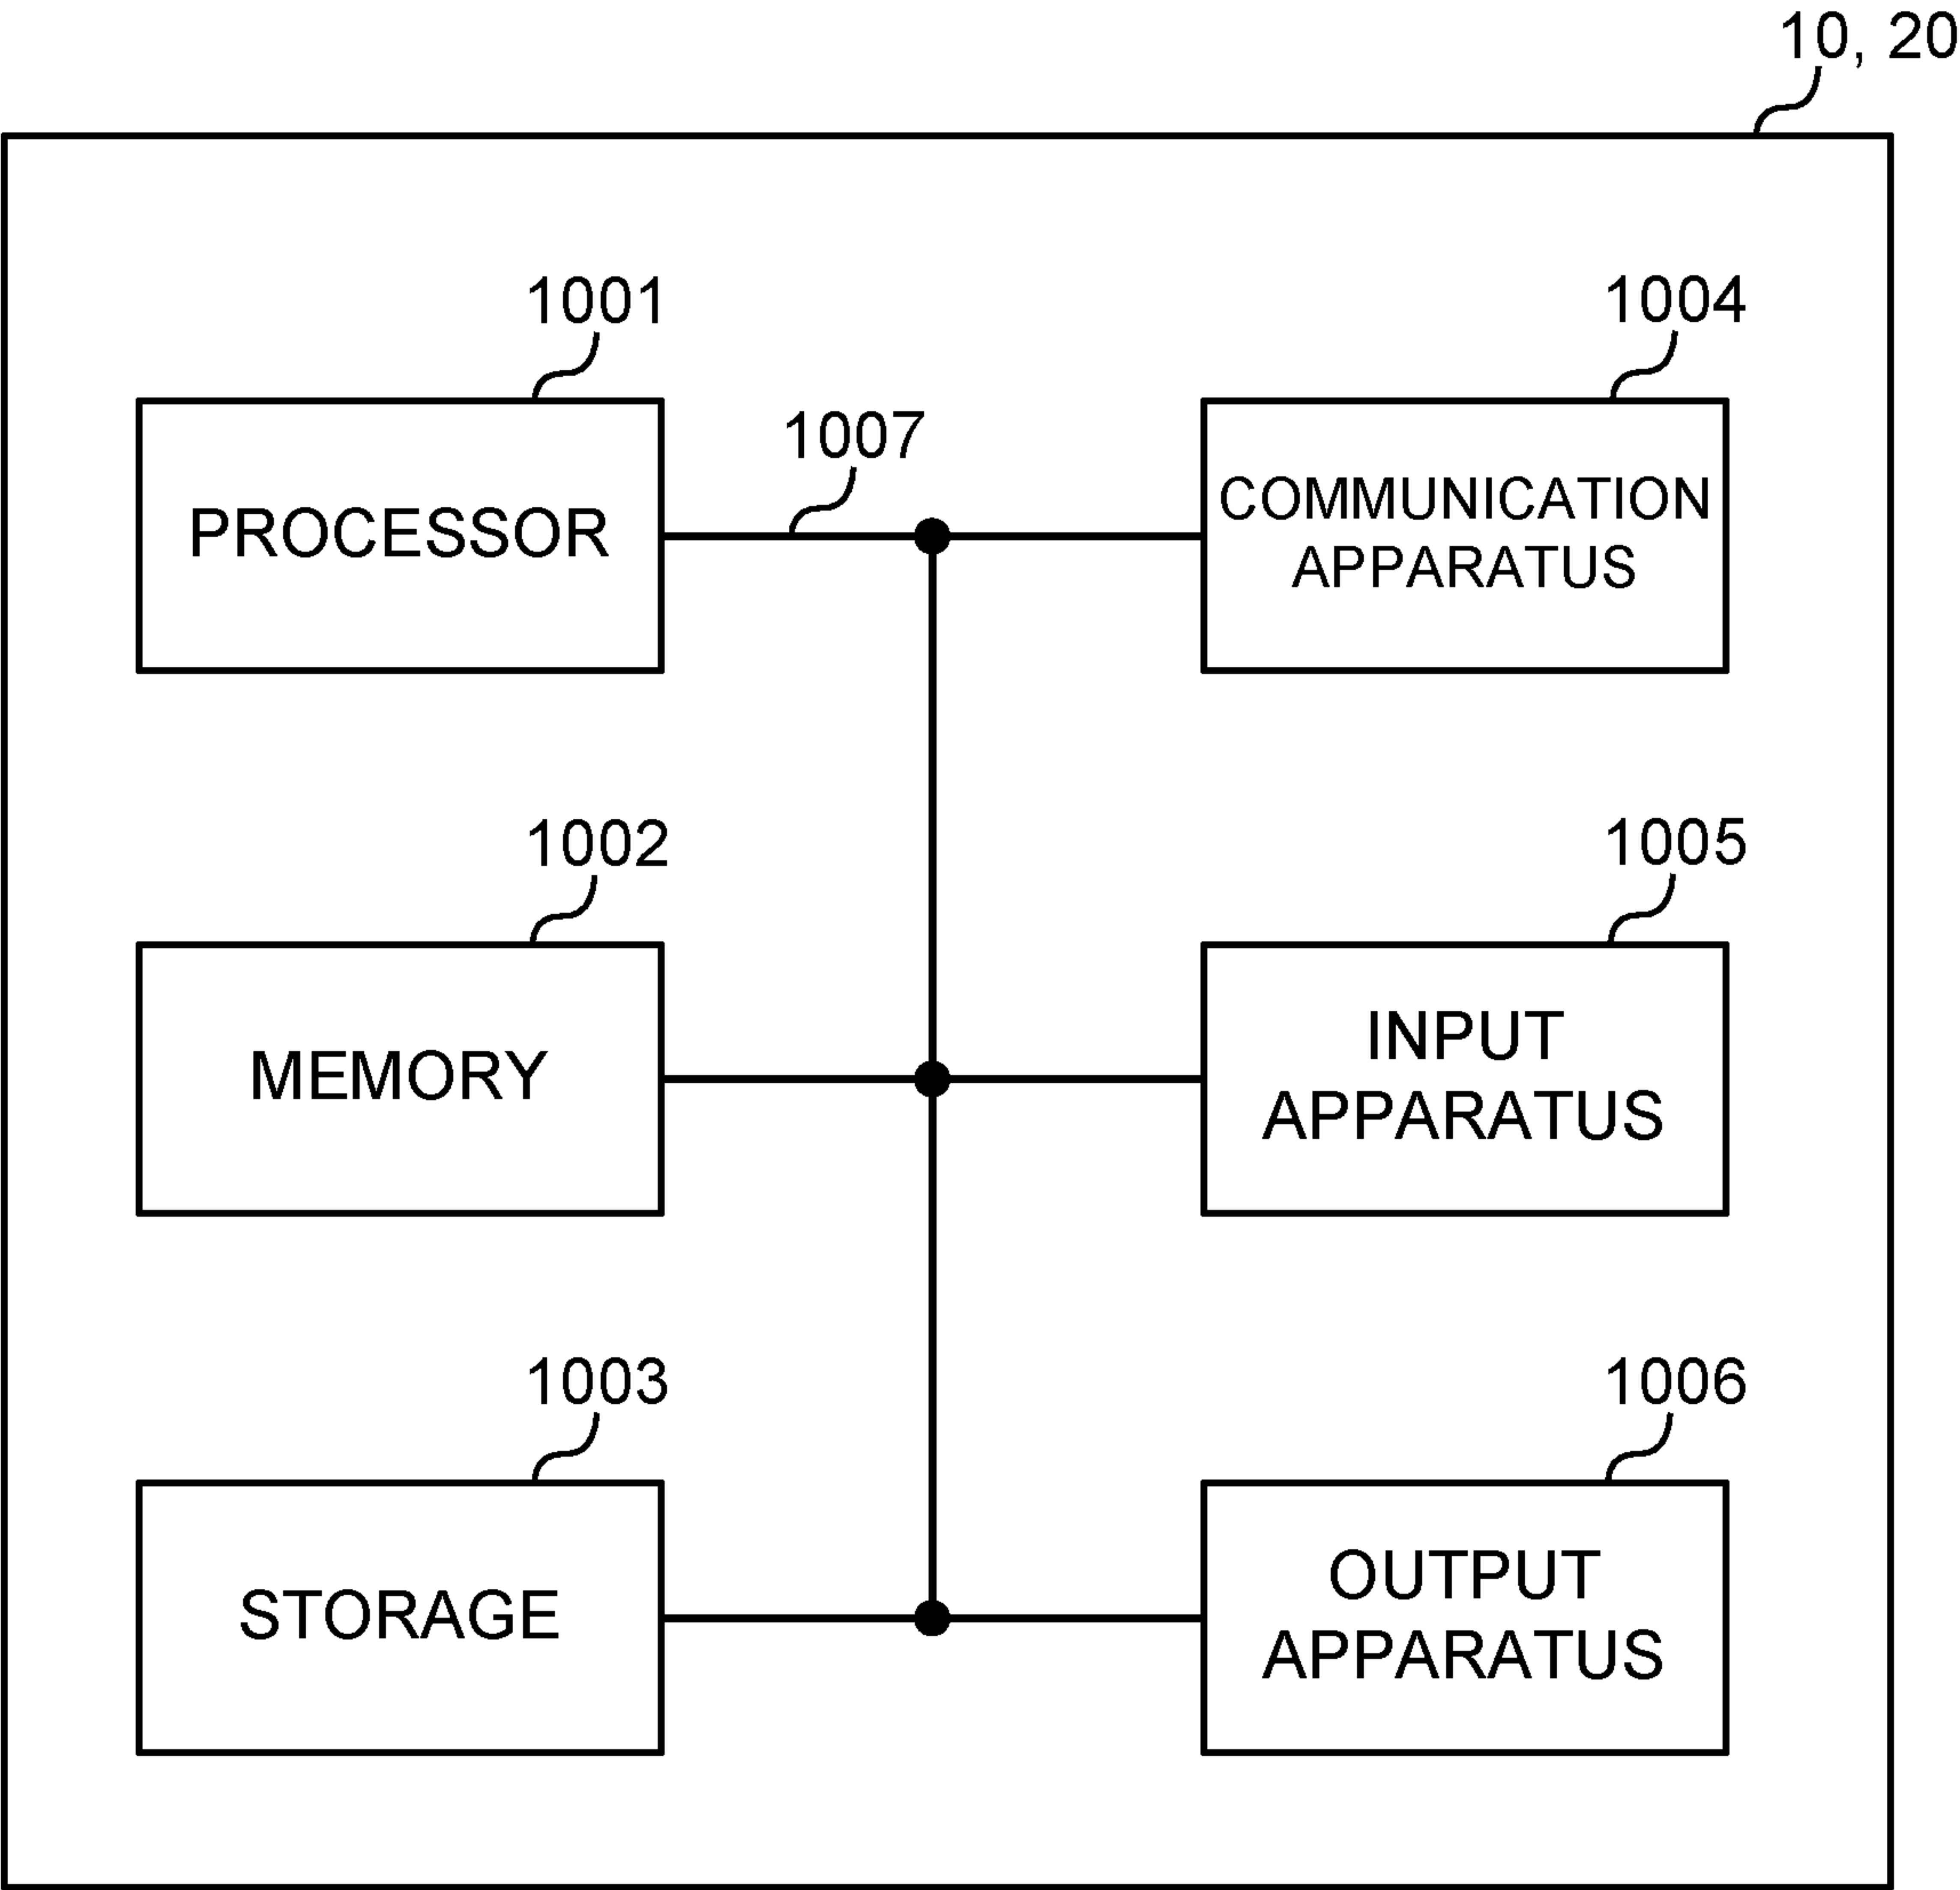 10, 20
1001
1004
1007
PROCESSOR
COMMUNICATION
APPARATUS
1002
1005
MEMORY
INPUT
APPARATUS
1003
1006
STORAGE
OUTPUT
APPARATUS